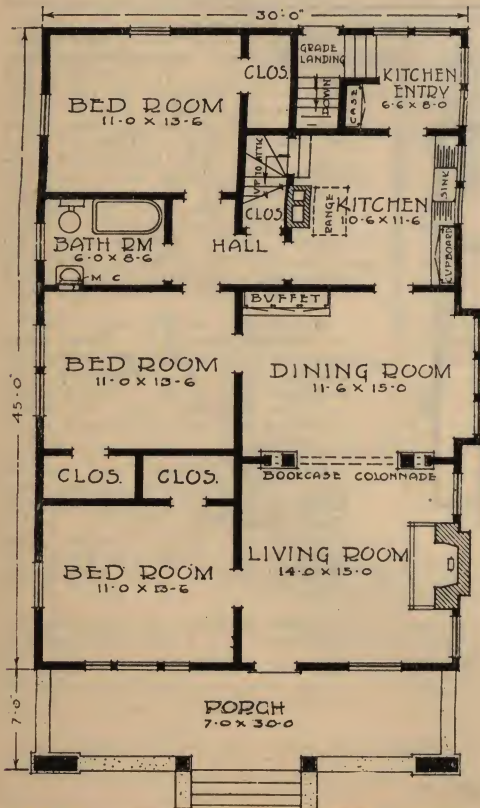 30'-0"
GRADE
LANDING
DOWN
CLOS.
KITCHEN
ENTRY
6-6 X 8-0
CASE
BED ROOM
11-0 X 13-6
UP TO ATTIC
CLOS.
KITCHEN
10-6 X 11-6
RANGE
SINK
CUPBOARD
BATH RM
6-0 X 8-6
M C
HALL
BUFFET
BED ROOM
11-0 X 13-6
DINING ROOM
11-6 X 15-0
45'-0"
CLOS.
CLOS.
BOOKCASE COLONNADE
BED ROOM
11-0 X 13-6
LIVING ROOM
14-0 X 15-0
7'-0"
PORCH
7-0 X 30-0